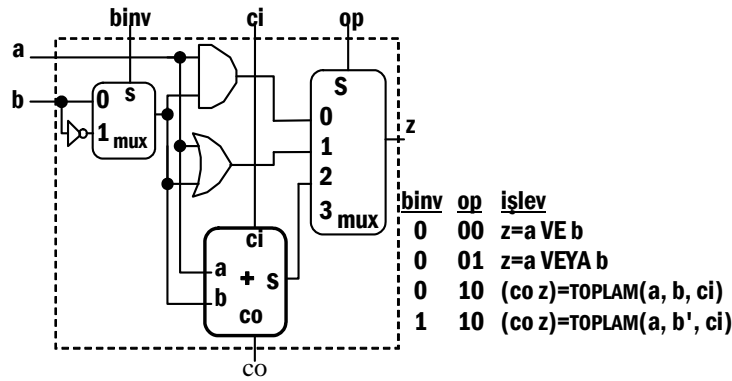 binv ci op
a
b
0 S
1 mux
S
0
1
2
3 mux
z
ci
a + S
b
co
co
binv op işlev
0 00 z=a VE b
0 01 z=a VEYA b
0 10 (co z)=TOPLAM(a, b, ci)
1 10 (co z)=TOPLAM(a, b', ci)